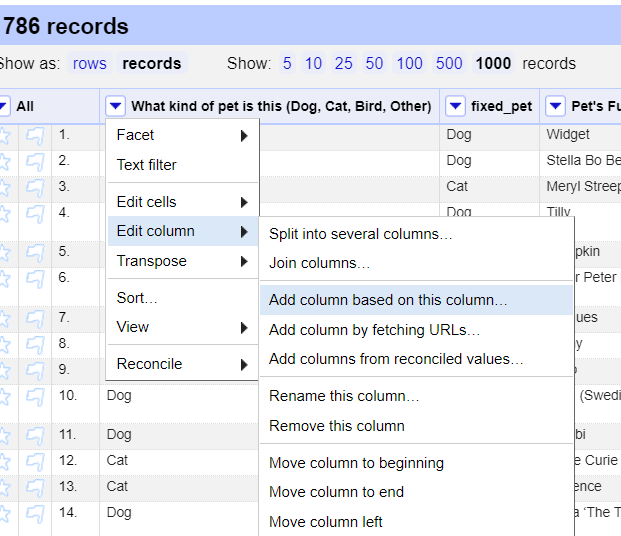 786 records
Show as: rows records Show: 5 10 25 50 100 500 1000 records
All What kind of pet is this (Dog, Cat, Bird, Other) fixed_pet Pet's Fu
1. Dog Widget
2. Dog Stella Bo Be
3. Cat Meryl Streep
4. Dog Tilly
5. pkin
6. r Peter
7. ues
8. y
9.
10. Dog (Swedi
11. Dog bi
12. Cat e Curie
13. Cat ence
14. Dog a ‘The T
Facet
Text filter
Edit cells
Edit column
Transpose
Sort…
View
Reconcile
Split into several columns…
Join columns…
Add column based on this column…
Add column by fetching URLs…
Add columns from reconciled values…
Rename this column…
Remove this column
Move column to beginning
Move column to end
Move column left